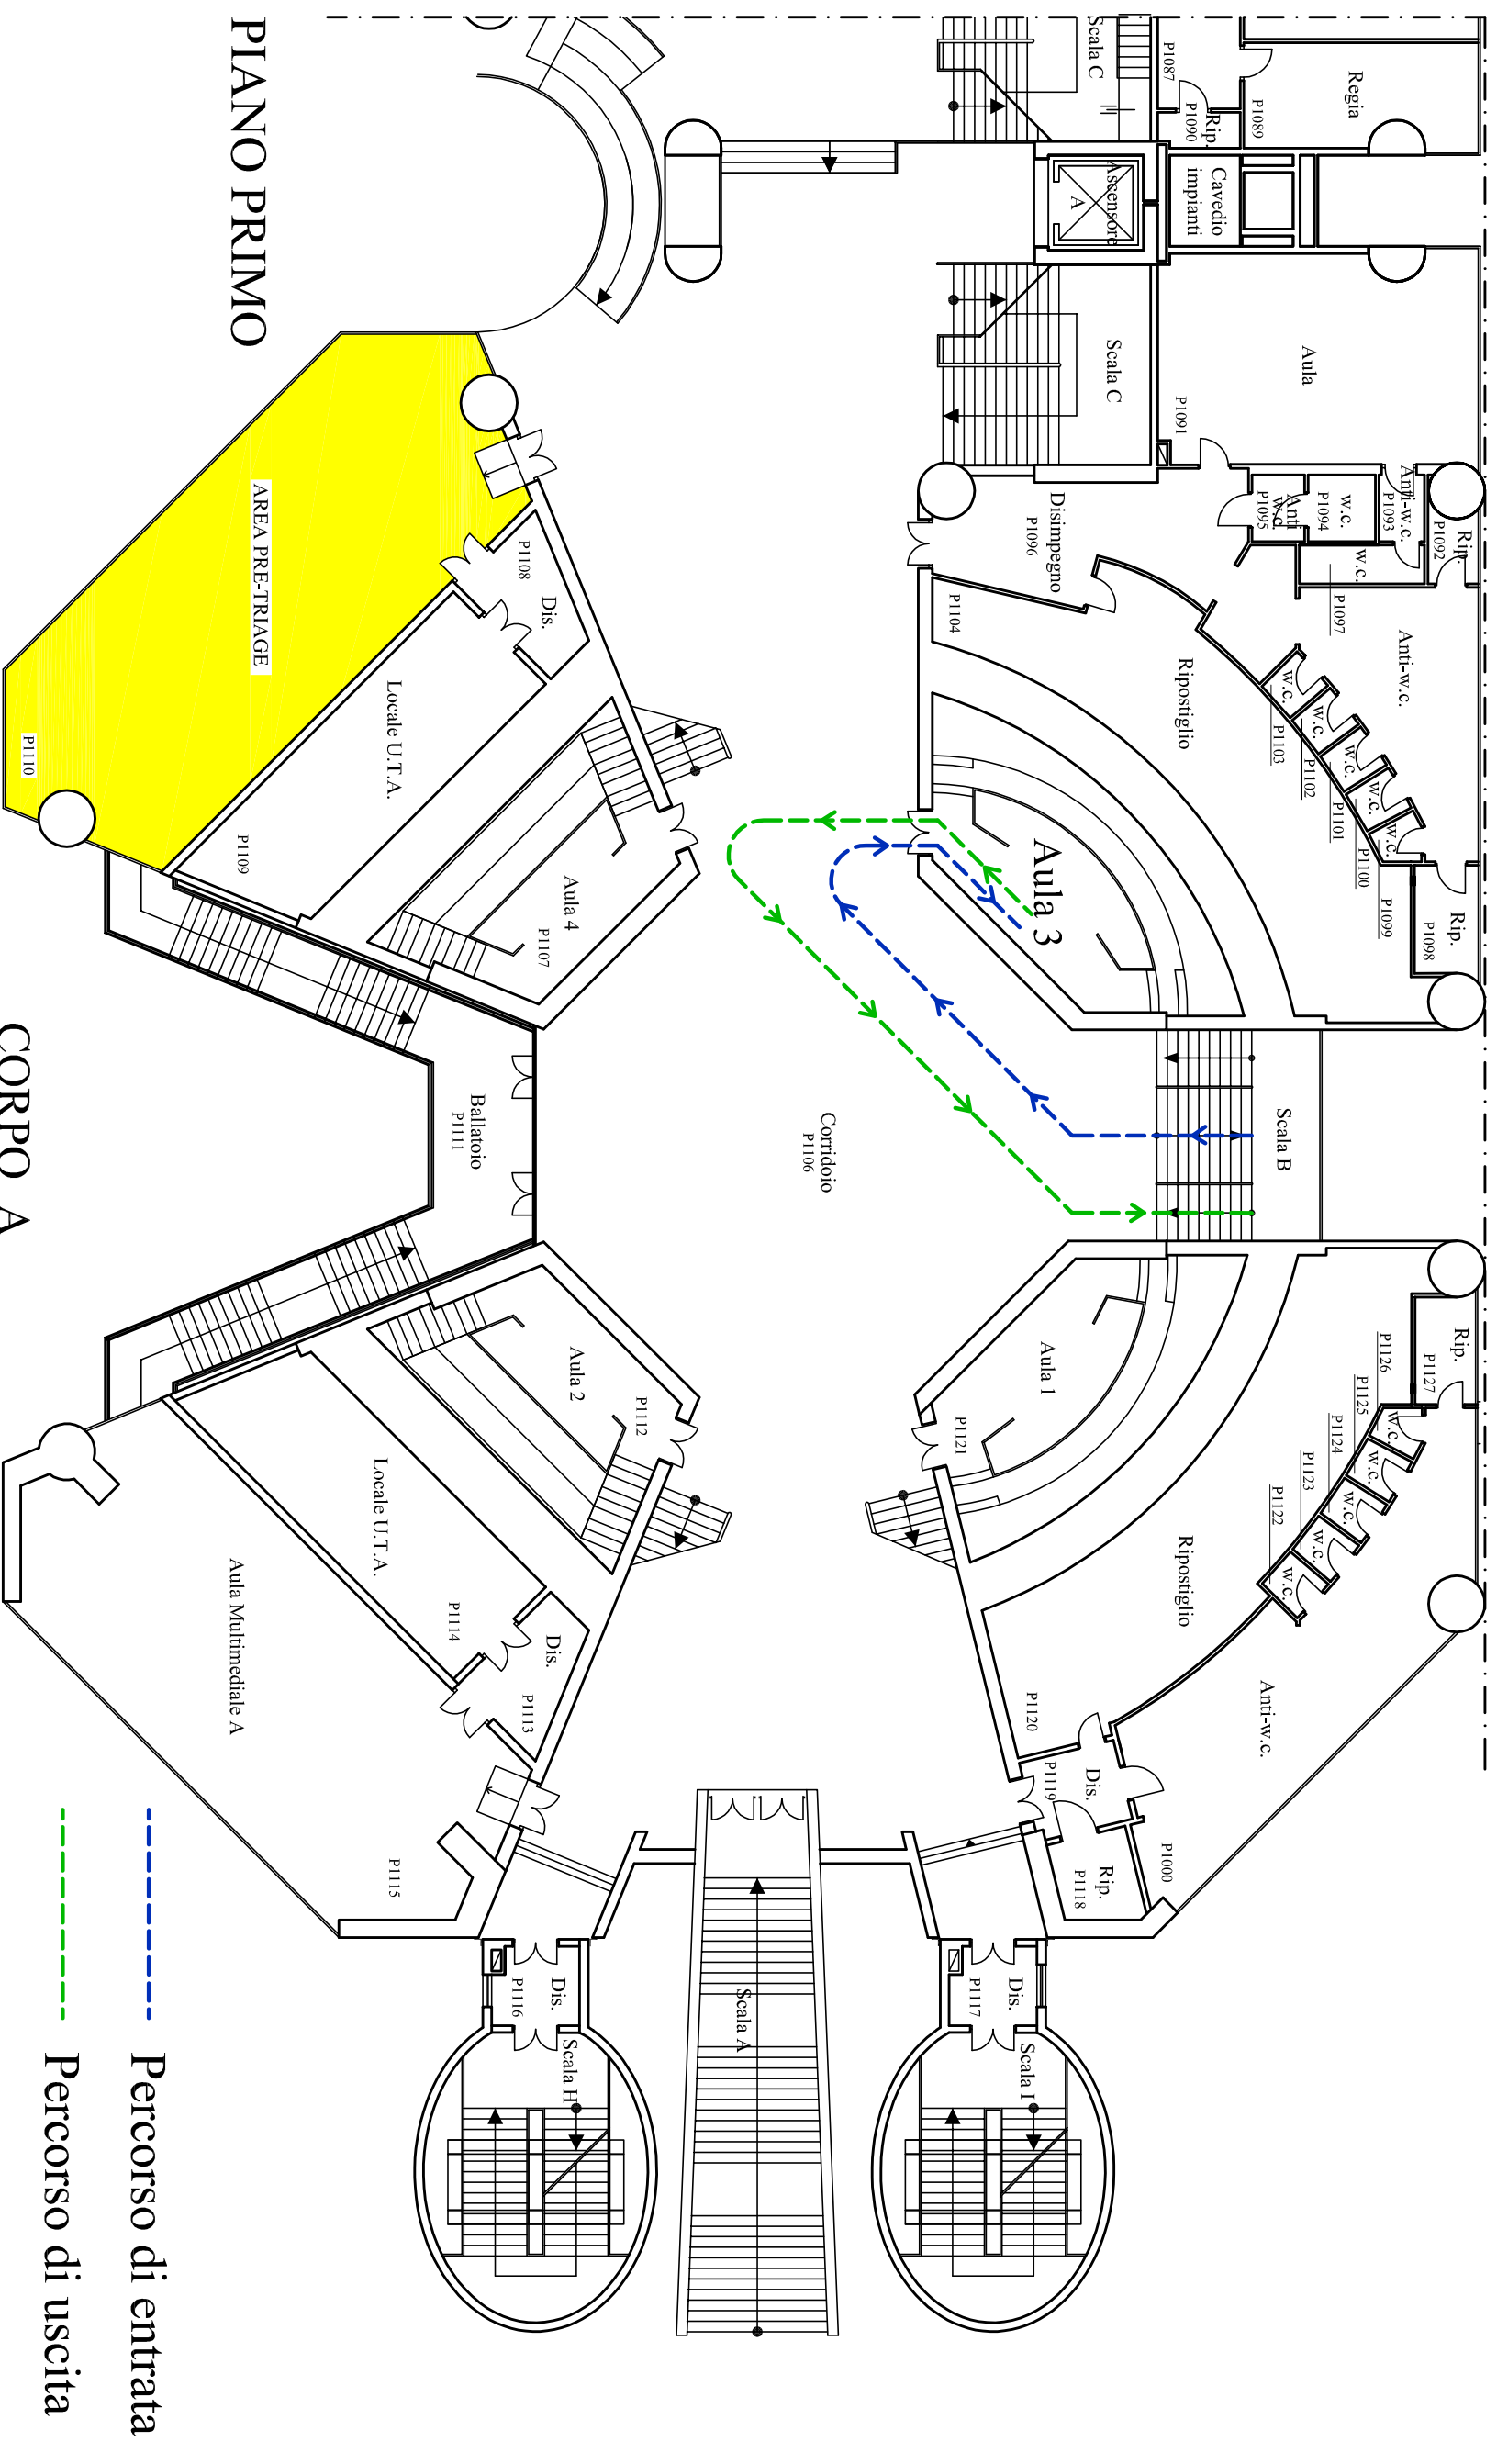 PIANO PRIMO
CORPO A
Scala C
P1087
Rip.
P1090
P1089
Regia
Ascensore
A
Cavedio
impianti
Scala C
Aula
P1091
Disimpegno
P1096
Anti
w.c.
P1095
w.c.
P1094
Anti-w.c.
P1093
Rip.
P1092
w.c.
P1097
Anti-w.c.
P1104
Ripostiglio
w.c.
P1103
w.c.
P1102
w.c.
P1101
w.c.
P1100
w.c.
P1099
Rip.
P1098
Aula 3
AREA PRE-TRIAGE
P1110
P1108
Dis.
Locale U.T.A.
P1109
Aula 4
P1107
Ballatoio
P1111
Corridoio
P1106
Scala B
Aula 2
P1112
Aula 1
P1121
Rip.
P1127
P1126
w.c.
P1125
w.c.
P1124
w.c.
P1123
w.c.
P1122
w.c.
Ripostiglio
P1120
Anti-w.c.
P1000
Locale U.T.A.
P1114
Dis.
P1113
Aula Multimediale A
P1115
P1119
Dis.
Rip.
P1118
Dis.
P1116
Scala H
Scala A
Dis.
P1117
Scala I
Percorso di entrata
Percorso di uscita